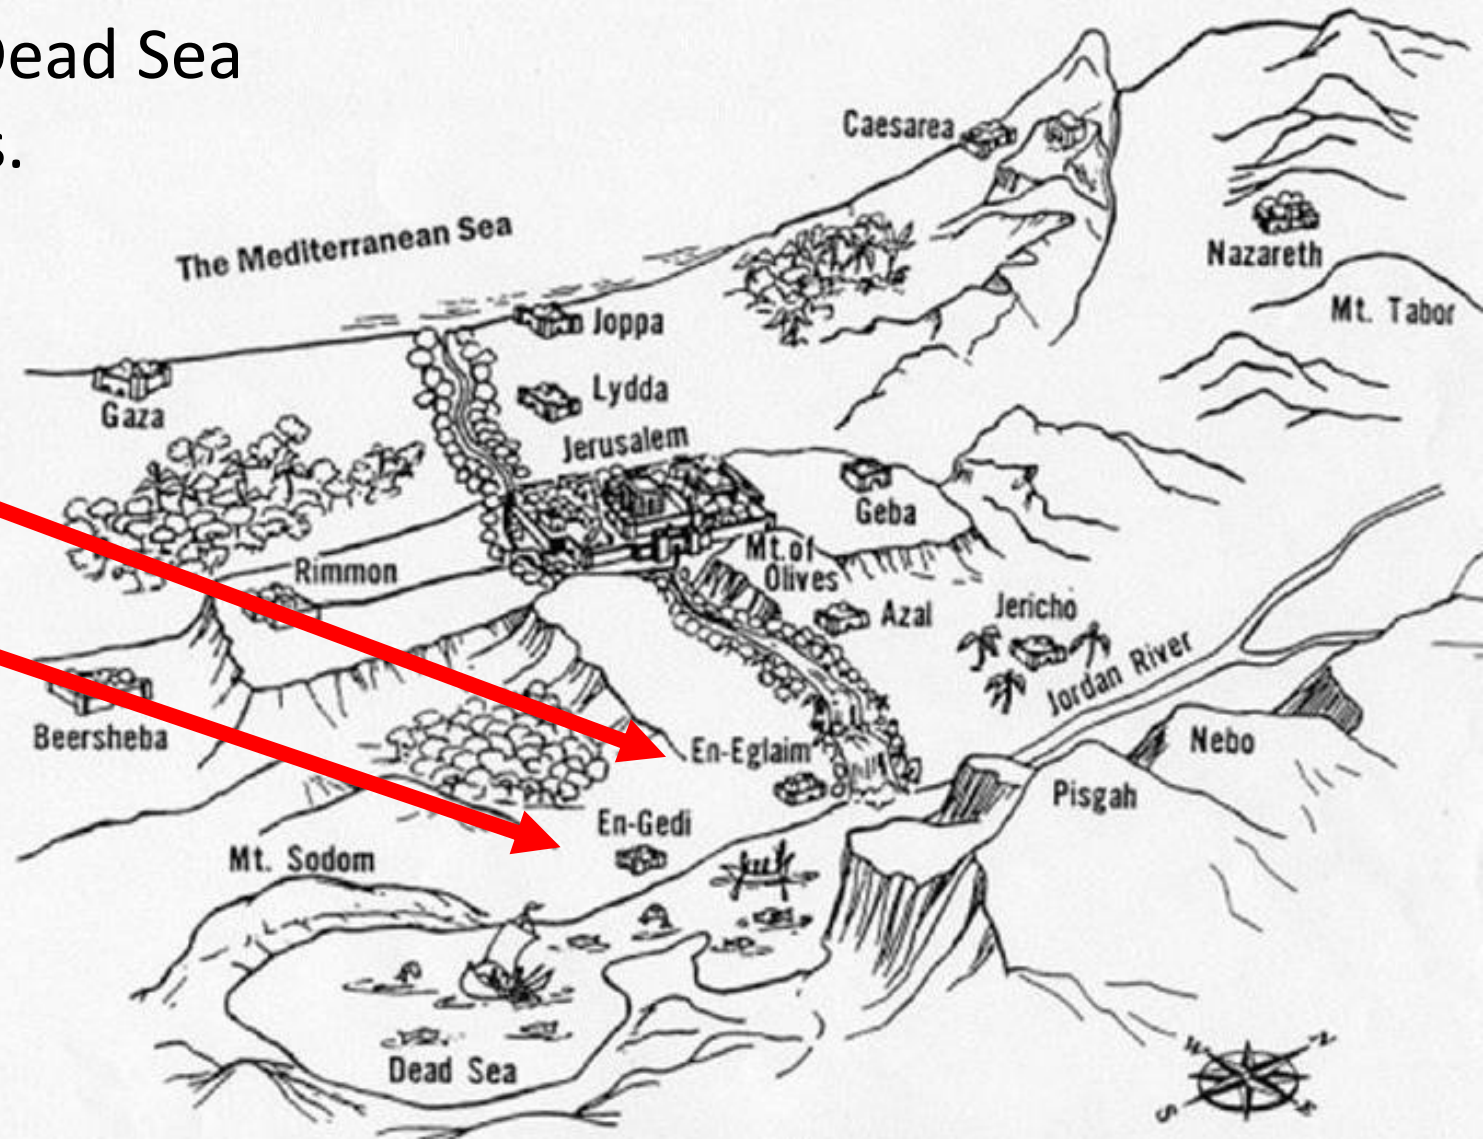 Dead Sea
s.
Caesarea
The Mediterranean Sea
Nazareth
Mt. Tabor
Joppa
Lydda
Gaza
Jerusalem
Geba
Mt. of
Olives
Rimmon
Azal
Jericho
Jordan River
Beersheba
En-Eglaim
Nebo
Pisgah
En-Gedi
Mt. Sodom
Dead Sea
W
N
S
E